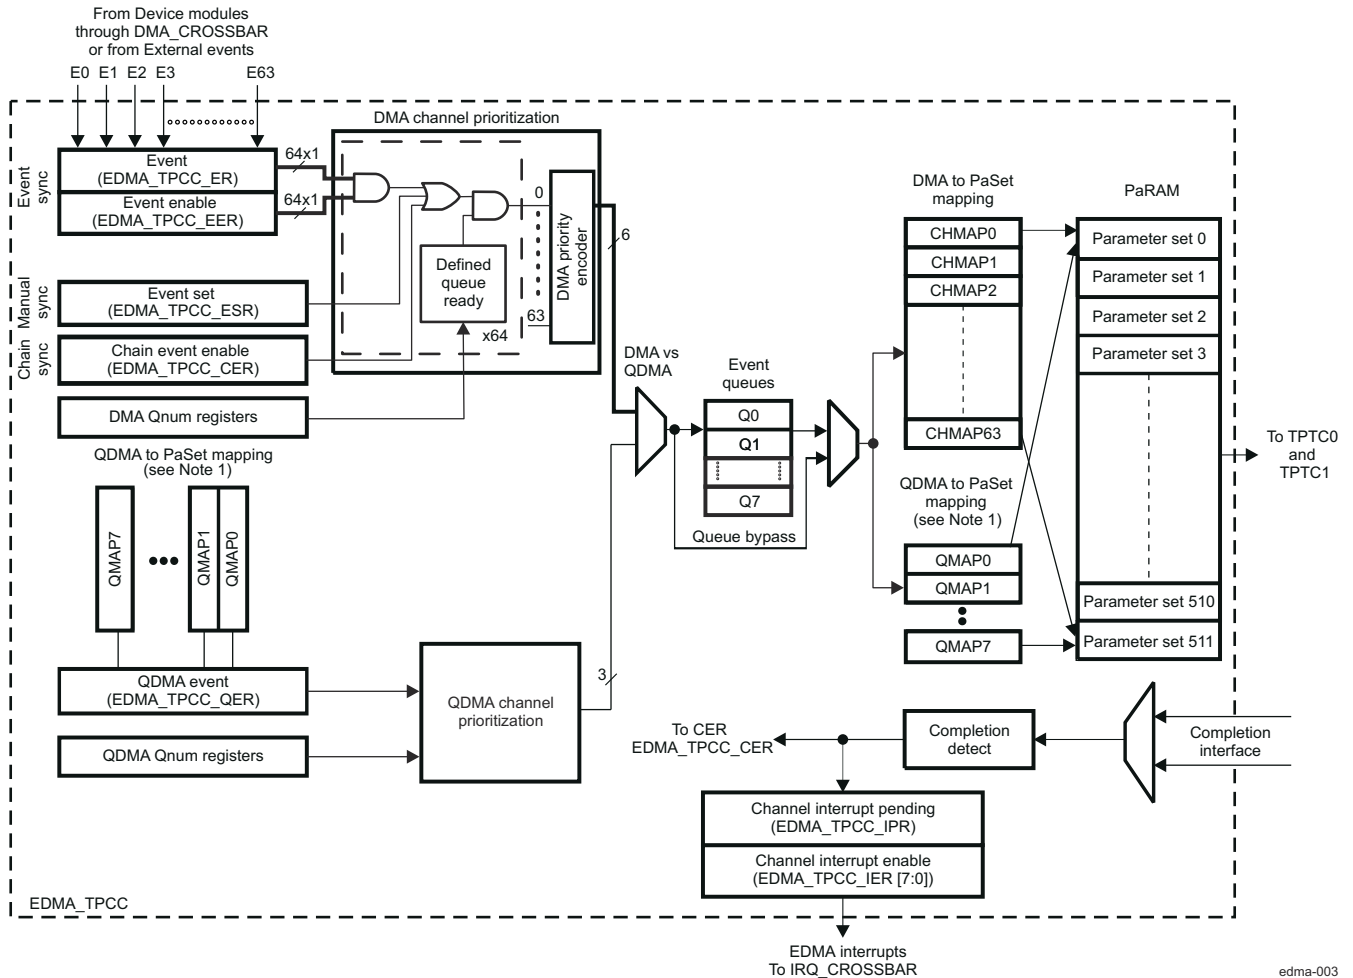 From Device modules
through DMA_CROSSBAR
or from External events
E0 E1 E2 E3 E63
DMA channel prioritization
Event sync
Event
(EDMA_TPCC_ER)
Event enable
(EDMA_TPCC_EER)
64x1
64x1
Manual sync
Event set
(EDMA_TPCC_ESR)
Chain sync
Chain event enable
(EDMA_TPCC_CER)
DMA Qnum registers
Defined
queue
ready
x64
0
63
DMA priority
encoder
6
QDMA to PaSet mapping
(see Note 1)
QMAP7
QMAP1
QMAP0
QDMA event
(EDMA_TPCC_QER)
QDMA Qnum registers
QDMA channel
prioritization
3
DMA vs
QDMA
Event
queues
Q0
Q1
Q7
Queue bypass
DMA to PaSet
mapping
CHMAP0
CHMAP1
CHMAP2
CHMAP63
QDMA to PaSet
mapping
(see Note 1)
QMAP0
QMAP1
QMAP7
PaRAM
Parameter set 0
Parameter set 1
Parameter set 2
Parameter set 3
Parameter set 510
Parameter set 511
To TPTC0
and
TPTC1
To CER
EDMA_TPCC_CER
Completion
detect
Completion
interface
Channel interrupt pending
(EDMA_TPCC_IPR)
Channel interrupt enable
(EDMA_TPCC_IER [7:0])
EDMA_TPCC
EDMA interrupts
To IRQ_CROSSBAR
edma-003